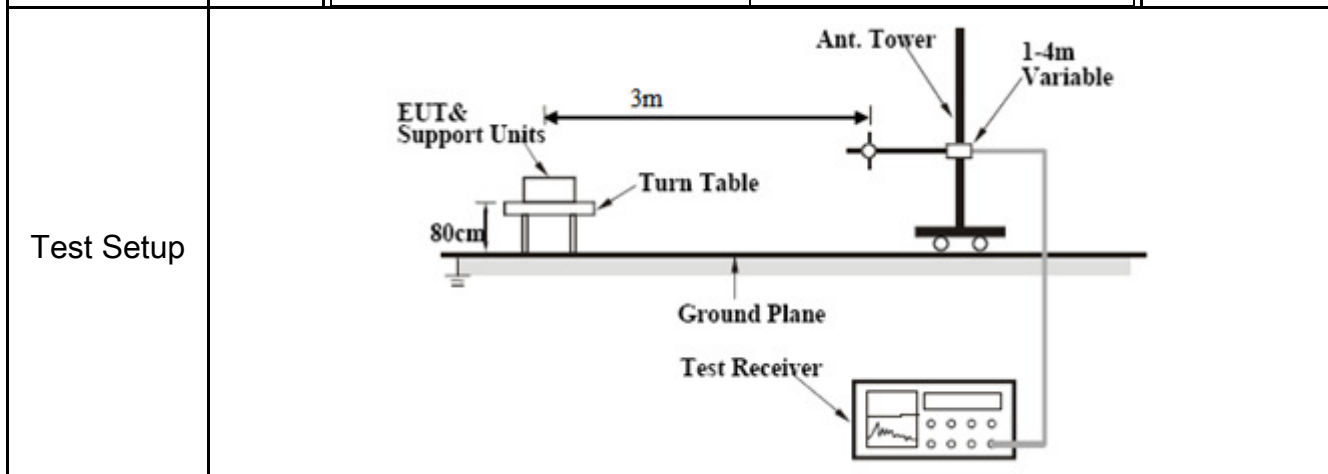 Test Setup
Ant. Tower
1-4m
Variable
3m
EUT&
Support Units
Turn Table
80cm
Ground Plane
Test Receiver